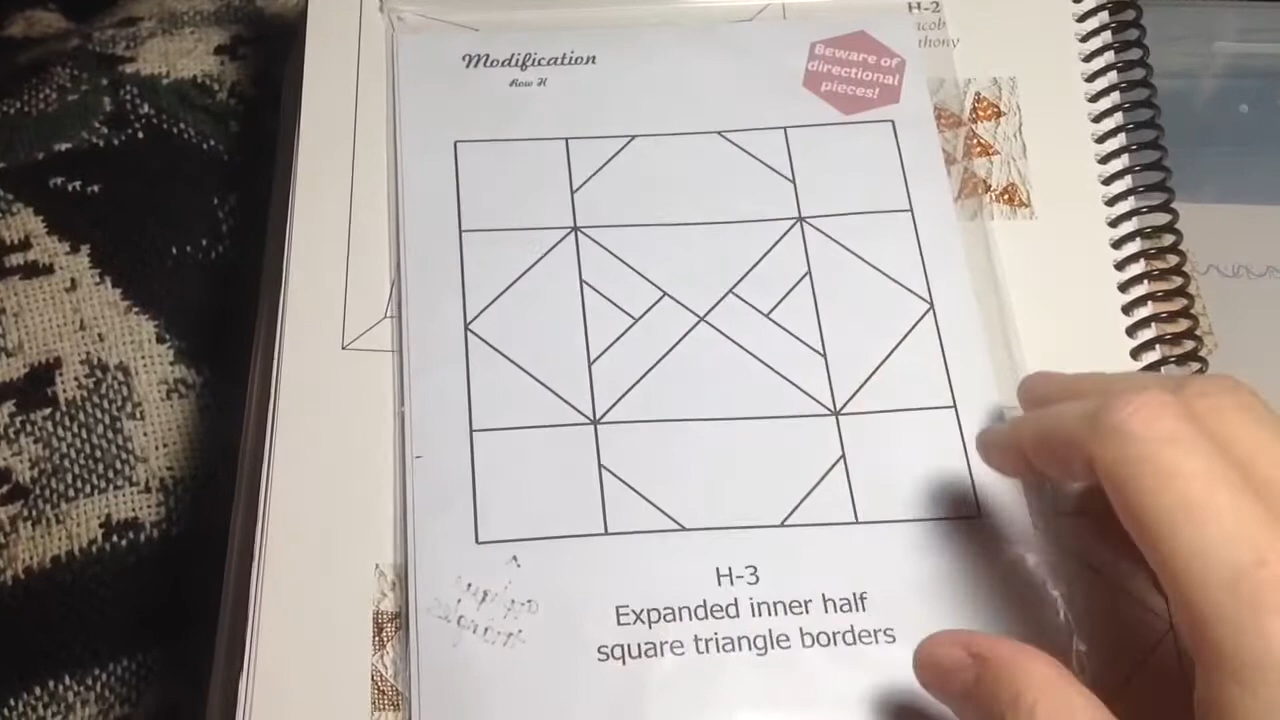 Modification
Row H
Beware of
directional
pieces!
H-2
H-3
Expanded inner half
square triangle borders